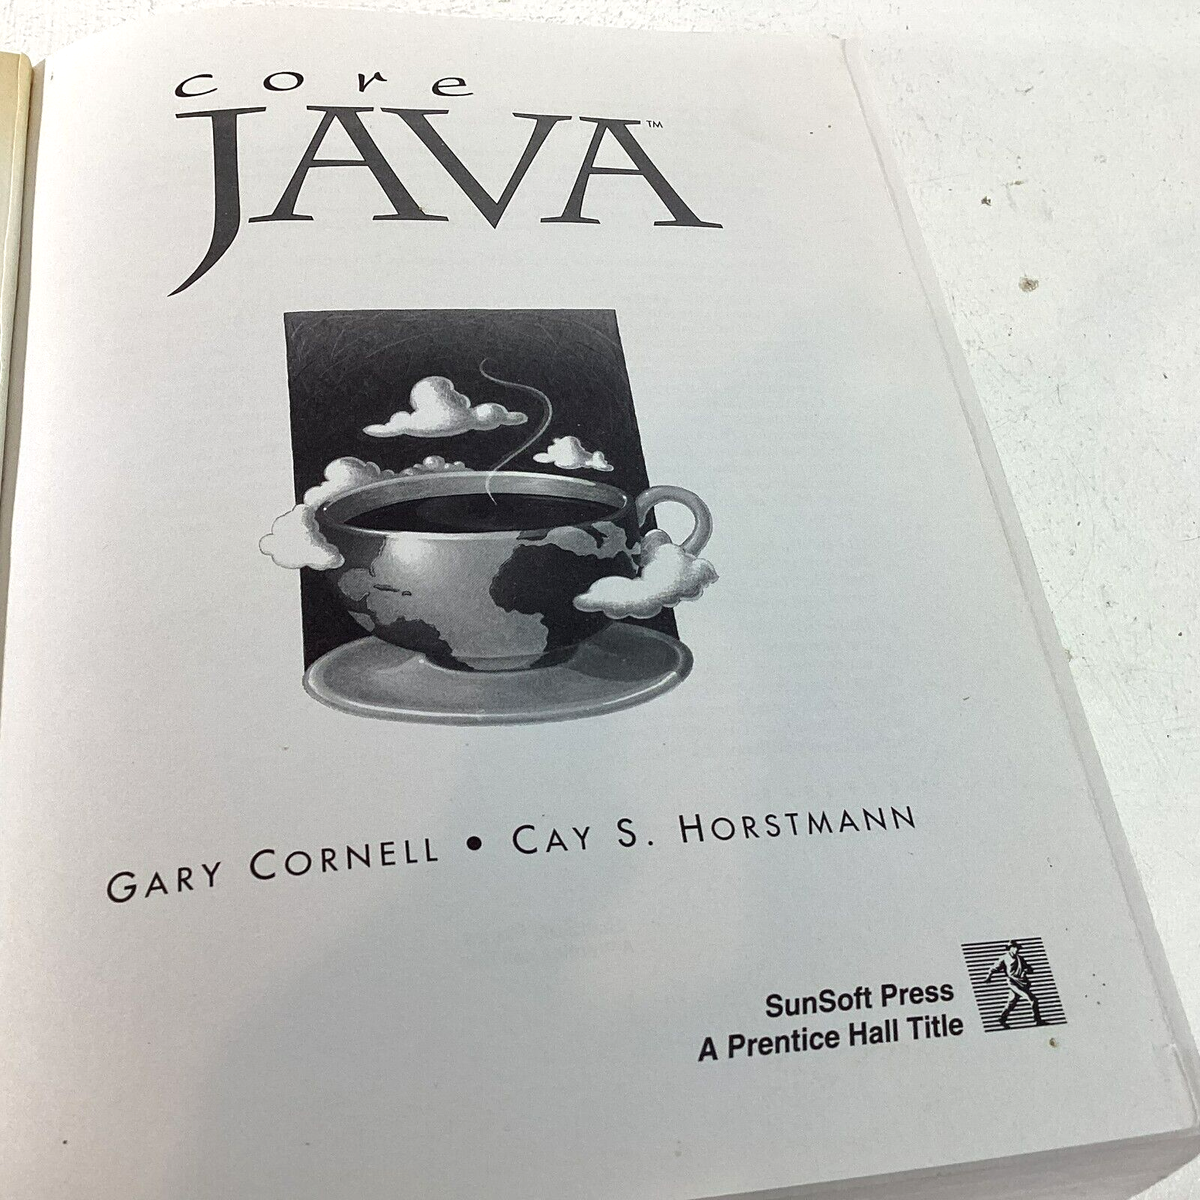 core
JAVA™
GARY CORNELL • CAY S. HORSTMANN
SunSoft Press
A Prentice Hall Title